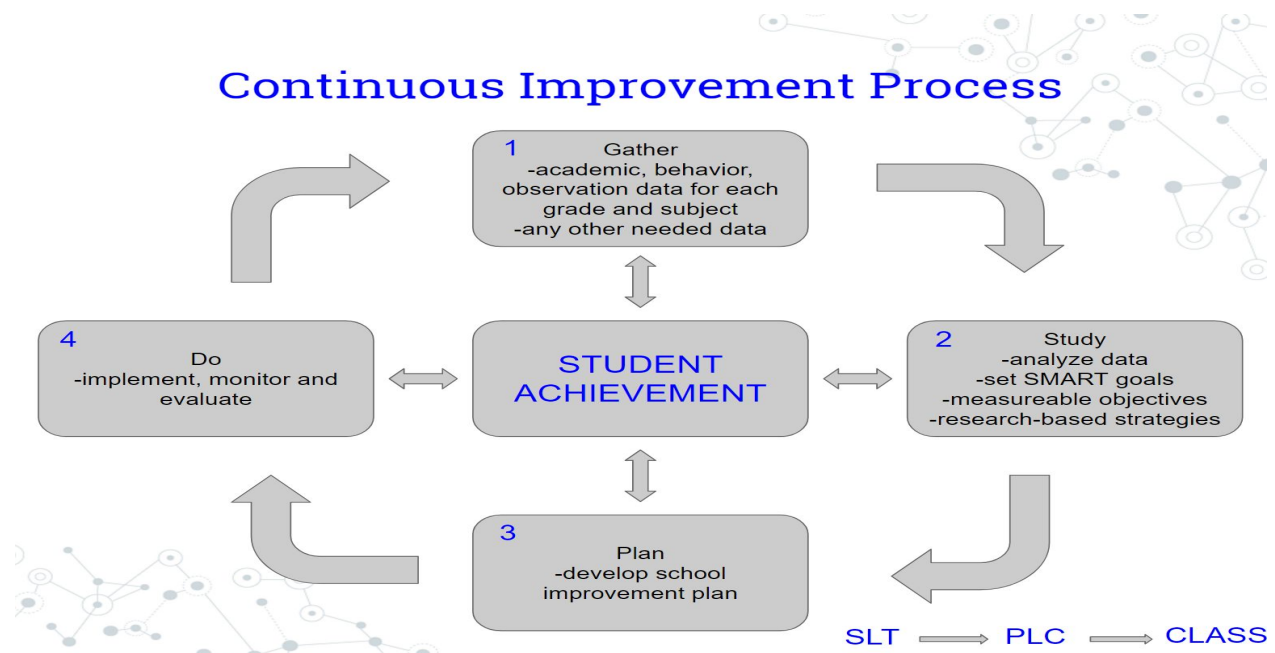 Continuous Improvement Process
1
Gather
-academic, behavior,
observation data for each
grade and subject
-any other needed data
2
Study
-analyze data
-set SMART goals
-measureable objectives
-research-based strategies
3
Plan
-develop school
improvement plan
4
Do
-implement, monitor and
evaluate
STUDENT
ACHIEVEMENT
SLT PLC CLASS